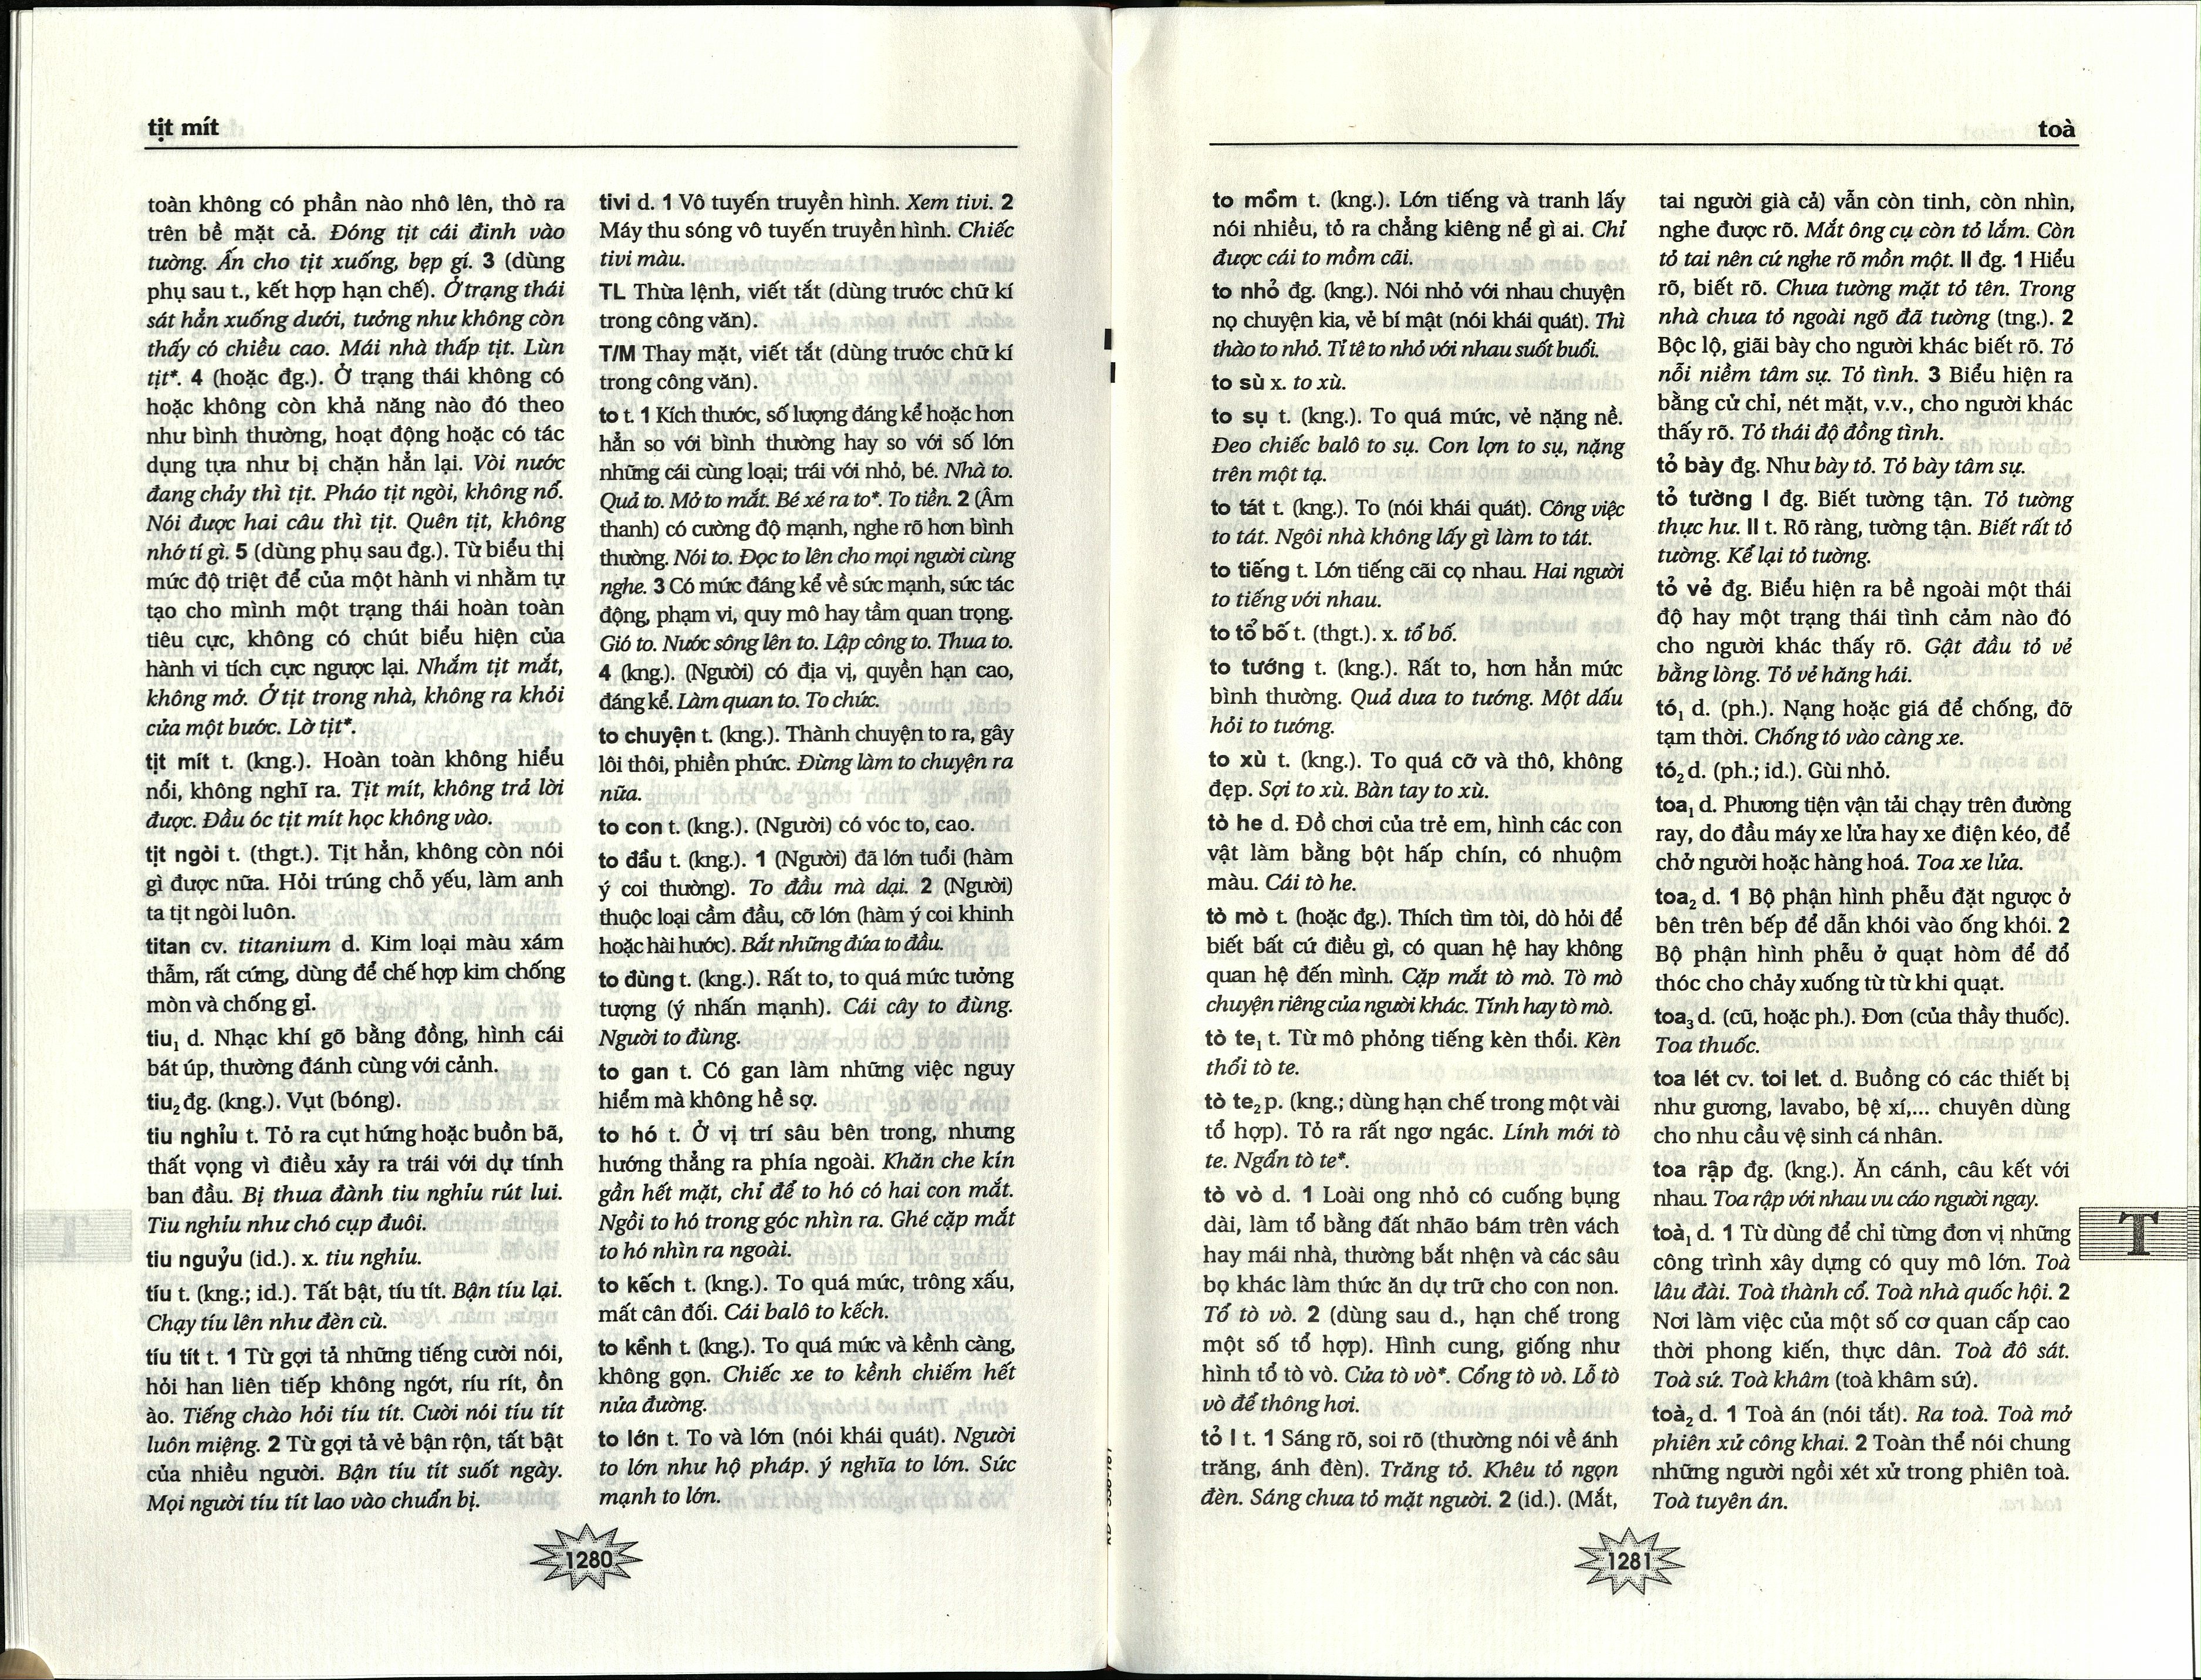 tịt mít
toàn không có phần nào nhô lên, thò ra
trên bề mặt cả. Đóng tịt cái đinh vào
tường. Ấn cho tịt xuống, bẹp gí. 3 (dùng
phụ sau t., kết hợp hạn chế). Ở trạng thái
sát hẳn xuống dưới, tưởng như không còn
thấy có chiều cao. Mái nhà thấp tịt. Lùn
tịt*. 4 (hoặc đg.). Ở trạng thái không có
hoặc không còn khả năng nào đó theo
như bình thường, hoạt động hoặc có tác
dụng tựa như bị chặn hẳn lại. Vòi nước
đang chảy thì tịt. Pháo tịt ngòi, không nổ.
Nói được hai câu thì tịt. Quên tịt, không
nhớ tí gì. 5 (dùng phụ sau đg.). Từ biểu thị
mức độ triệt để của một hành vi nhằm tự
tạo cho mình một trạng thái hoàn toàn
tiêu cực, không có chút biểu hiện của
hành vi tích cực ngược lại. Nhắm tịt mắt,
không mở. Ở tịt trong nhà, không ra khỏi
cửa một bước. Lờ tịt*.
tịt mít t. (kng.). Hoàn toàn không hiểu
nổi, không nghĩ ra. Tịt mít, không trả lời
được. Đầu óc tịt mít học không vào.
tịt ngòi t. (thgt.). Tịt hẳn, không còn nói
gì được nữa. Hỏi trúng chỗ yếu, làm anh
ta tịt ngòi luôn.
titan cv. titanium d. Kim loại màu xám
thẫm, rất cứng, dùng để chế hợp kim chống
mòn và chống gỉ.
tiu₁ d. Nhạc khí gõ bằng đồng, hình cái
bát úp, thường đánh cùng với cảnh.
tiu₂ đg. (kng.). Vụt (bóng).
tiu nghỉu t. Tỏ ra cụt hứng hoặc buồn bã,
thất vọng vì điều xảy ra trái với dự tính
ban đầu. Bị thua đành tiu nghỉu rút lui.
Tiu nghỉu như chó cụp đuôi.
tiu nguỷu (id.). x. tiu nghỉu.
tíu t. (kng.; id.). Tất bật, tíu tít. Bận tíu lại.
Chạy tíu lên như đèn cù.
tíu tít t. 1 Từ gợi tả những tiếng cười nói,
hỏi han liên tiếp không ngớt, ríu rít, ồn
ào. Tiếng chào hỏi tíu tít. Cười nói tíu tít
luôn miệng. 2 Từ gợi tả vẻ bận rộn, tất bật
của nhiều người. Bận tíu tít suốt ngày.
Mọi người tíu tít lao vào chuẩn bị.
tivi d. 1 Vô tuyến truyền hình. Xem tivi. 2
Máy thu sóng vô tuyến truyền hình. Chiếc
tivi màu.
TL Thừa lệnh, viết tắt (dùng trước chữ kí
trong công văn).
T/M Thay mặt, viết tắt (dùng trước chữ kí
trong công văn).
to t. 1 Kích thước, số lượng đáng kể hoặc hơn
hẳn so với bình thường hay so với số lớn
những cái cùng loại; trái với nhỏ, bé. Nhà to.
Quả to. Mở to mắt. Bé xé ra to*. To tiền. 2 (Âm
thanh) có cường độ mạnh, nghe rõ hơn bình
thường. Nói to. Đọc to lên cho mọi người cùng
nghe. 3 Có mức đáng kể về sức mạnh, sức tác
động, phạm vi, quy mô hay tầm quan trọng.
Gió to. Nước sông lên to. Lập công to. Thua to.
4 (kng.). (Người) có địa vị, quyền hạn cao,
đáng kể. Làm quan to. To chức.
to chuyện t. (kng.). Thành chuyện to ra, gây
lôi thôi, phiền phức. Đừng làm to chuyện ra
nữa.
to con t. (kng.). (Người) có vóc to, cao.
to đầu t. (kng.). 1 (Người) đã lớn tuổi (hàm
ý coi thường). To đầu mà dại. 2 (Người)
thuộc loại cầm đầu, cỡ lớn (hàm ý coi khinh
hoặc hài hước). Bắt những đứa to đầu.
to đùng t. (kng.). Rất to, to quá mức tưởng
tượng (ý nhấn mạnh). Cái cây to đùng.
Người to đùng.
to gan t. Có gan làm những việc nguy
hiểm mà không hề sợ.
to hó t. Ở vị trí sâu bên trong, nhưng
hướng thẳng ra phía ngoài. Khăn che kín
gần hết mặt, chỉ để to hó có hai con mắt.
Ngồi to hó trong góc nhìn ra. Ghé cặp mắt
to hó nhìn ra ngoài.
to kếch t. (kng.). To quá mức, trông xấu,
mất cân đối. Cái balô to kếch.
to kềnh t. (kng.). To quá mức và kềnh càng,
không gọn. Chiếc xe to kềnh chiếm hết
nửa đường.
to lớn t. To và lớn (nói khái quát). Người
to lớn như hộ pháp. ý nghĩa to lớn. Sức
mạnh to lớn.
1280
toà
to mồm t. (kng.). Lớn tiếng và tranh lấy
nói nhiều, tỏ ra chẳng kiêng nể gì ai. Chỉ
được cái to mồm cãi.
to nhỏ đg. (kng.). Nói nhỏ với nhau chuyện
nọ chuyện kia, vẻ bí mật (nói khái quát). Thì
thào to nhỏ. Tỉ tê to nhỏ với nhau suốt buổi.
to sù x. to xù.
to sụ t. (kng.). To quá mức, vẻ nặng nề.
Đeo chiếc balô to sụ. Con lợn to sụ, nặng
trên một tạ.
to tát t. (kng.). To (nói khái quát). Công việc
to tát. Ngôi nhà không lấy gì làm to tát.
to tiếng t. Lớn tiếng cãi cọ nhau. Hai người
to tiếng với nhau.
to tổ bố t. (thgt.). x. tổ bố.
to tướng t. (kng.). Rất to, hơn hẳn mức
bình thường. Quả dưa to tướng. Một dấu
hỏi to tướng.
to xù t. (kng.). To quá cỡ và thô, không
đẹp. Sợi to xù. Bàn tay to xù.
tò he d. Đồ chơi của trẻ em, hình các con
vật làm bằng bột hấp chín, có nhuộm
màu. Cái tò he.
tò mò t. (hoặc đg.). Thích tìm tòi, dò hỏi để
biết bất cứ điều gì, có quan hệ hay không
quan hệ đến mình. Cặp mắt tò mò. Tò mò
chuyện riêng của người khác. Tính hay tò mò.
tò te₁ t. Từ mô phỏng tiếng kèn thổi. Kèn
thổi tò te.
tò te₂ p. (kng.; dùng hạn chế trong một vài
tổ hợp). Tỏ ra rất ngơ ngác. Lính mới tò
te. Ngẩn tò te*.
tò vò d. 1 Loài ong nhỏ có cuống bụng
dài, làm tổ bằng đất nhão bám trên vách
hay mái nhà, thường bắt nhện và các sâu
bọ khác làm thức ăn dự trữ cho con non.
Tổ tò vò. 2 (dùng sau d., hạn chế trong
một số tổ hợp). Hình cung, giống như
hình tổ tò vò. Cửa tò vò*. Cổng tò vò. Lỗ tò
vò để thông hơi.
tỏ I t. 1 Sáng rõ, soi rõ (thường nói về ánh
trăng, ánh đèn). Trăng tỏ. Khêu tỏ ngọn
đèn. Sáng chưa tỏ mặt người. 2 (id.). (Mắt,
tai người già cả) vẫn còn tinh, còn nhìn,
nghe được rõ. Mắt ông cụ còn tỏ lắm. Còn
tỏ tai nên cứ nghe rõ mồn một. II đg. 1 Hiểu
rõ, biết rõ. Chưa tường mặt tỏ tên. Trong
nhà chưa tỏ ngoài ngõ đã tường (tng.). 2
Bộc lộ, giãi bày cho người khác biết rõ. Tỏ
nỗi niềm tâm sự. Tỏ tình. 3 Biểu hiện ra
bằng cử chỉ, nét mặt, v.v., cho người khác
thấy rõ. Tỏ thái độ đồng tình.
tỏ bày đg. Như bày tỏ. Tỏ bày tâm sự.
tỏ tường I đg. Biết tường tận. Tỏ tường
thực hư. II t. Rõ ràng, tường tận. Biết rất tỏ
tường. Kể lại tỏ tường.
tỏ vẻ đg. Biểu hiện ra bề ngoài một thái
độ hay một trạng thái tình cảm nào đó
cho người khác thấy rõ. Gật đầu tỏ vẻ
bằng lòng. Tỏ vẻ hăng hái.
tó₁ d. (ph.). Nạng hoặc giá để chống, đỡ
tạm thời. Chống tó vào càng xe.
tó₂ d. (ph.; id.). Gùi nhỏ.
toa₁ d. Phương tiện vận tải chạy trên đường
ray, do đầu máy xe lửa hay xe điện kéo, để
chở người hoặc hàng hoá. Toa xe lửa.
toa₂ d. 1 Bộ phận hình phễu đặt ngược ở
bên trên bếp để dẫn khói vào ống khói. 2
Bộ phận hình phễu ở quạt hòm để đổ
thóc cho chảy xuống từ từ khi quạt.
toa₃ d. (cũ, hoặc ph.). Đơn (của thầy thuốc).
Toa thuốc.
toa lét cv. toi let. d. Buồng có các thiết bị
như gương, lavabo, bệ xí,... chuyên dùng
cho nhu cầu vệ sinh cá nhân.
toa rập đg. (kng.). Ăn cánh, câu kết với
nhau. Toa rập với nhau vu cáo người ngay.
toà₁ d. 1 Từ dùng để chỉ từng đơn vị những
công trình xây dựng có quy mô lớn. Toà
lâu đài. Toà thành cổ. Toà nhà quốc hội. 2
Nơi làm việc của một số cơ quan cấp cao
thời phong kiến, thực dân. Toà đô sát.
Toà sứ. Toà khâm (toà khâm sứ).
toà₂ d. 1 Toà án (nói tắt). Ra toà. Toà mở
phiên xử công khai. 2 Toàn thể nói chung
những người ngồi xét xử trong phiên toà.
Toà tuyên án.
T
1281